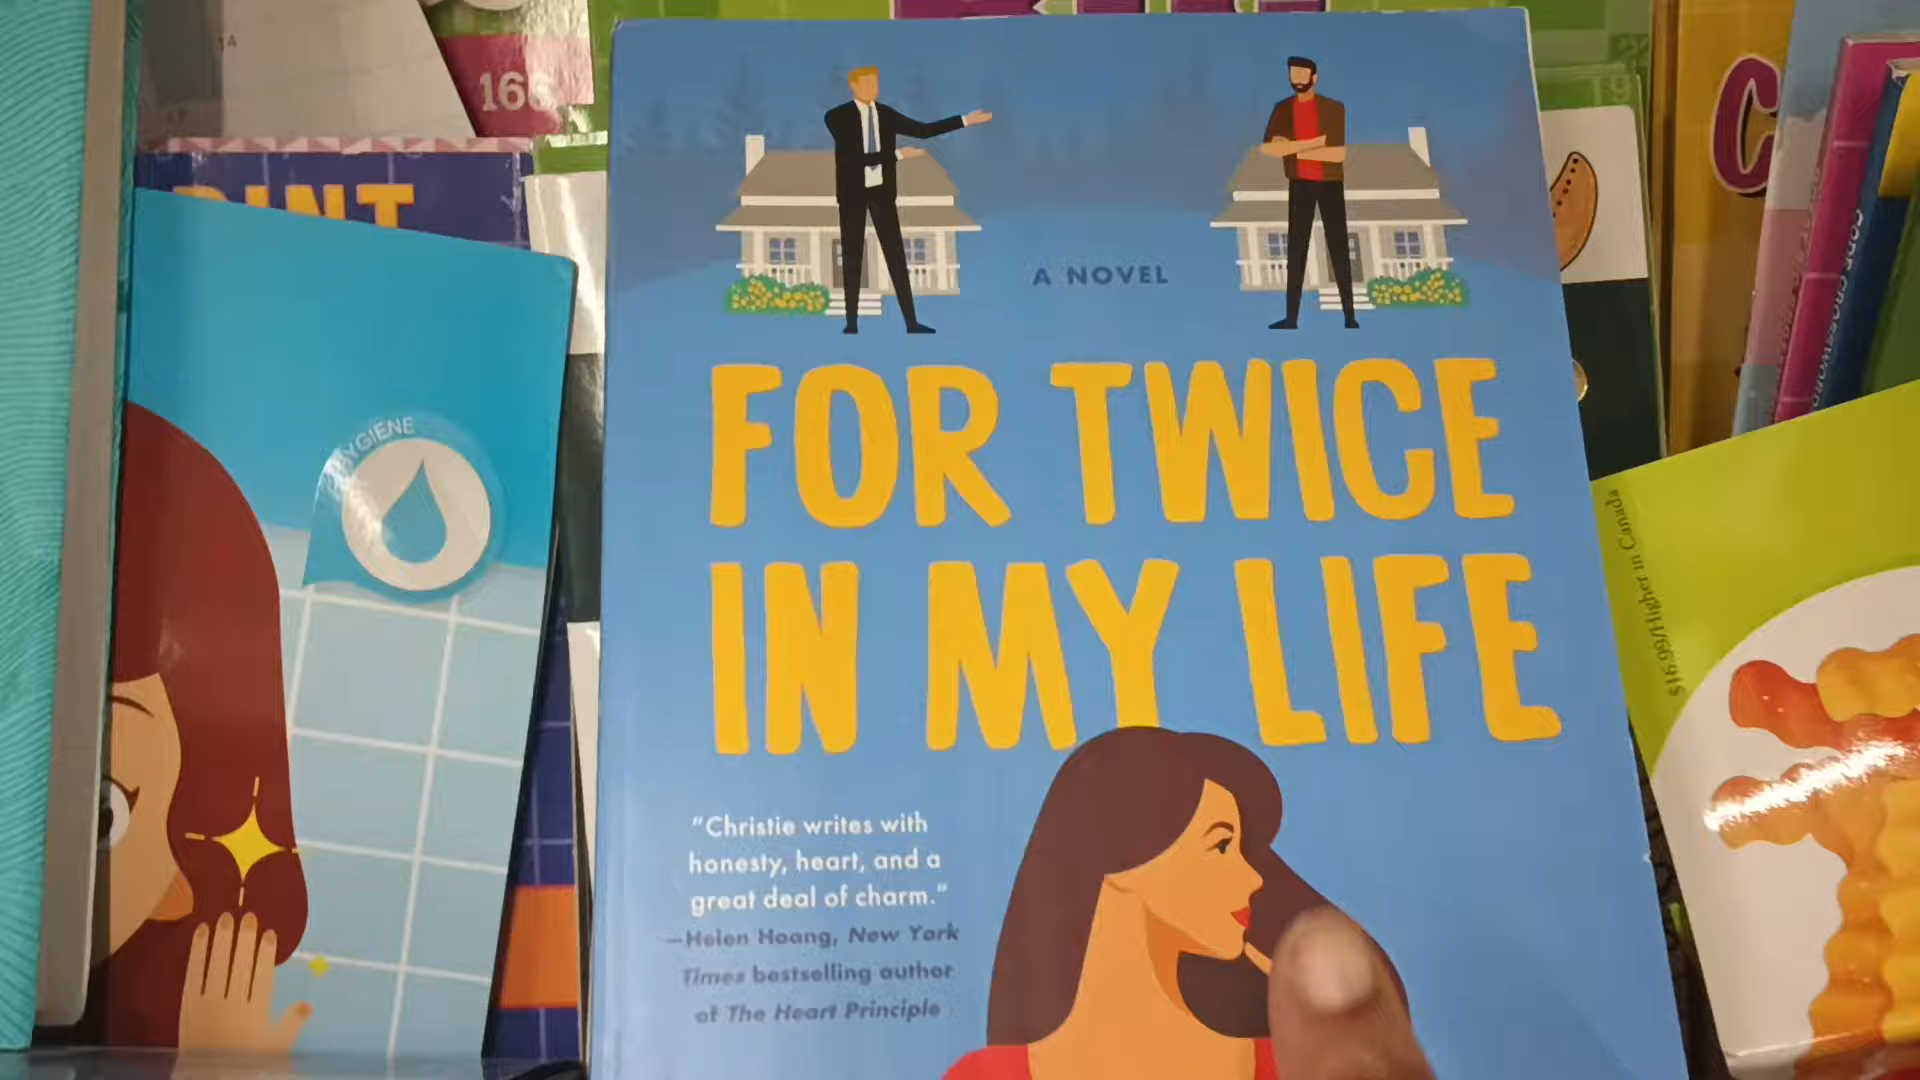 166
HYGIENE
A NOVEL
FOR TWICE
IN MY LIFE
"Christie writes with
honesty, heart, and a
great deal of charm."
—Helen Hoang, New York
Times bestselling author
of The Heart Principle
$16.99/Higher in Canada